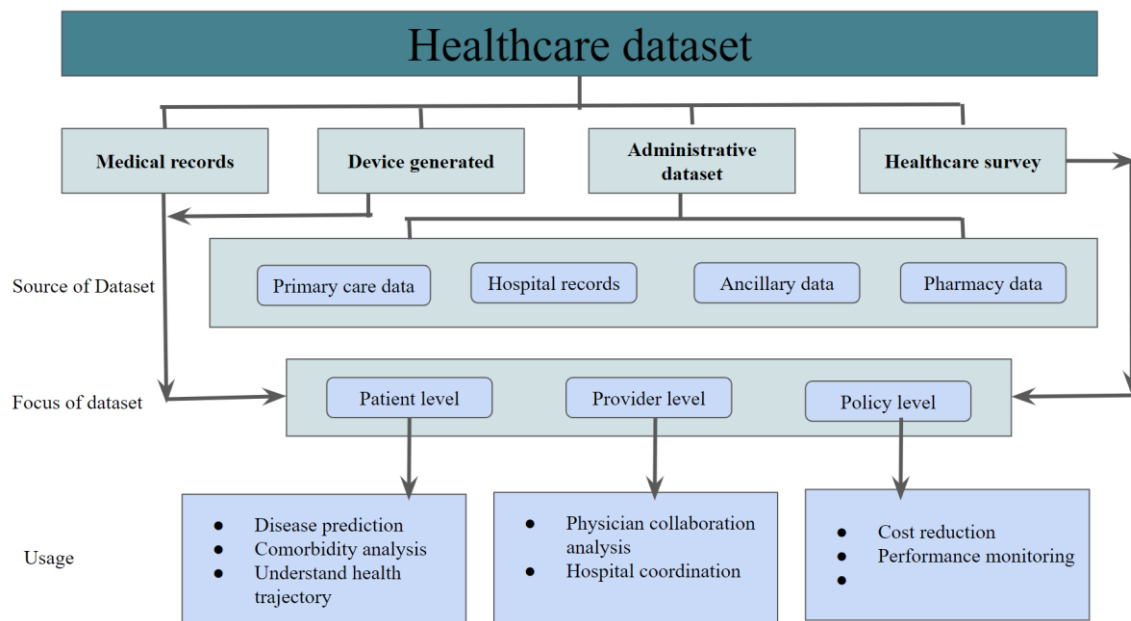 Healthcare dataset
Medical records
Device generated
Administrative
dataset
Healthcare survey
Source of Dataset
Primary care data
Hospital records
Ancillary data
Pharmacy data
Focus of dataset
Patient level
Provider level
Policy level
Usage
● Disease prediction
● Comorbidity analysis
● Understand health
trajectory
● Physician collaboration
analysis
● Hospital coordination
● Cost reduction
● Performance monitoring
●